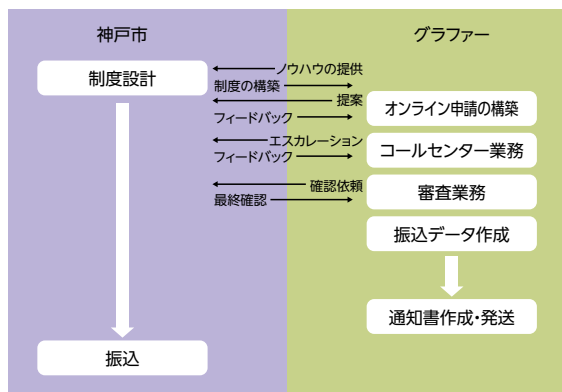 神戸市
グラファー
制度設計
ノウハウの提供
制度の構築
提案
フィードバック
オンライン申請の構築
エスカレーション
フィードバック
コールセンター業務
確認依頼
最終確認
審査業務
振込データ作成
通知書作成・発送
振込